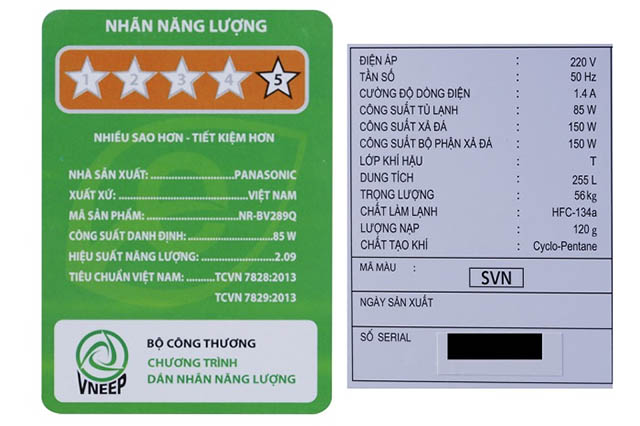 NHÃN NĂNG LƯỢNG
1 2 3 4 5
NHIỀU SAO HƠN - TIẾT KIỆM HƠN
NHÀ SẢN XUẤT:....................PANASONIC
XUẤT XỨ:..........................VIỆT NAM
MÃ SẢN PHẨM:...................NR-BV289Q
CÔNG SUẤT DANH ĐỊNH:..................85 W
HIỆU SUẤT NĂNG LƯỢNG:.................2.09
TIÊU CHUẨN VIỆT NAM:........TCVN 7828:2013
TCVN 7829:2013
VNEEP
BỘ CÔNG THƯƠNG
CHƯƠNG TRÌNH
DÁN NHÃN NĂNG LƯỢNG
ĐIỆN ÁP : 220 V
TẦN SỐ : 50 Hz
CƯỜNG ĐỘ DÒNG ĐIỆN : 1.4 A
CÔNG SUẤT TỦ LẠNH : 85 W
CÔNG SUẤT XẢ ĐÁ : 150 W
CÔNG SUẤT BỘ PHẬN XẢ ĐÁ : 150 W
LỚP KHÍ HẬU : T
DUNG TÍCH : 255 L
TRỌNG LƯỢNG : 56 kg
CHẤT LÀM LẠNH : HFC-134a
LƯỢNG NẠP : 120 g
CHẤT TẠO KHÍ : Cyclo-Pentane
MÃ MÀU : SVN
NGÀY SẢN XUẤT
SỐ SERIAL